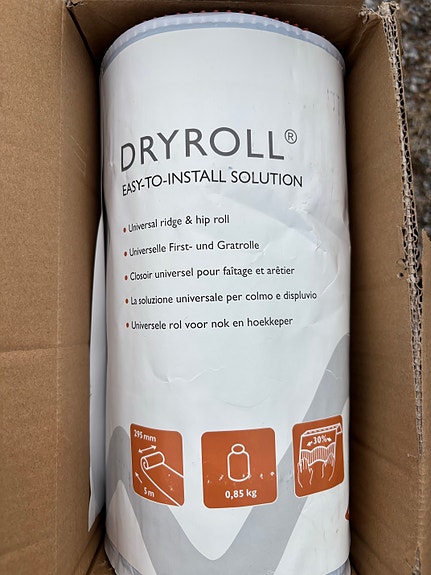 DRYROLL®
EASY-TO-INSTALL SOLUTION
• Universal ridge & hip roll
• Universelle First- und Gratrolle
• Closoir universel pour faîtage et arêtier
• La soluzione universale per colmo e displuvio
• Universele rol voor nok en hoekkeper
295 mm
5 m
0,85 kg
30%